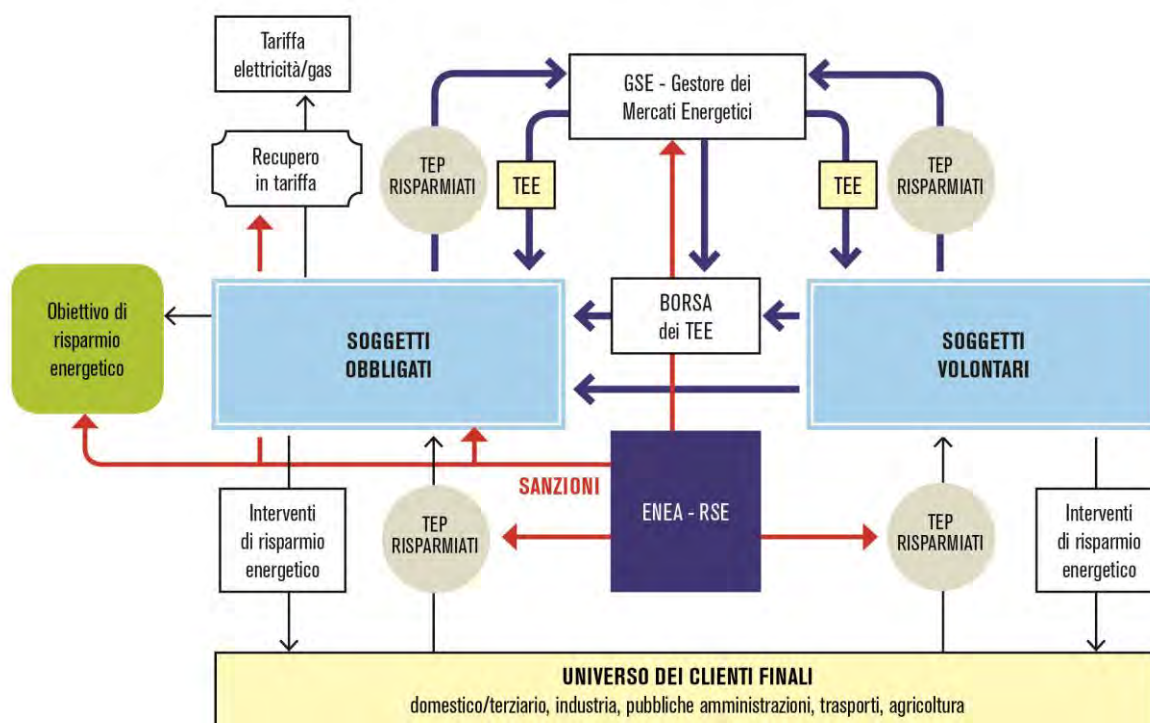 Tariffa
elettricità/gas
GSE - Gestore dei
Mercati Energetici
Recupero
in tariffa
TEP
RISPARMIATI
TEE
TEE
TEP
RISPARMIATI
Obiettivo di
risparmio
energetico
SOGGETTI
OBBLIGATI
BORSA
dei TEE
SOGGETTI
VOLONTARI
SANZIONI
Interventi
di risparmio
energetico
TEP
RISPARMIATI
ENEA - RSE
TEP
RISPARMIATI
Interventi
di risparmio
energetico
UNIVERSO DEI CLIENTI FINALI
domestico/terziario, industria, pubbliche amministrazioni, trasporti, agricoltura